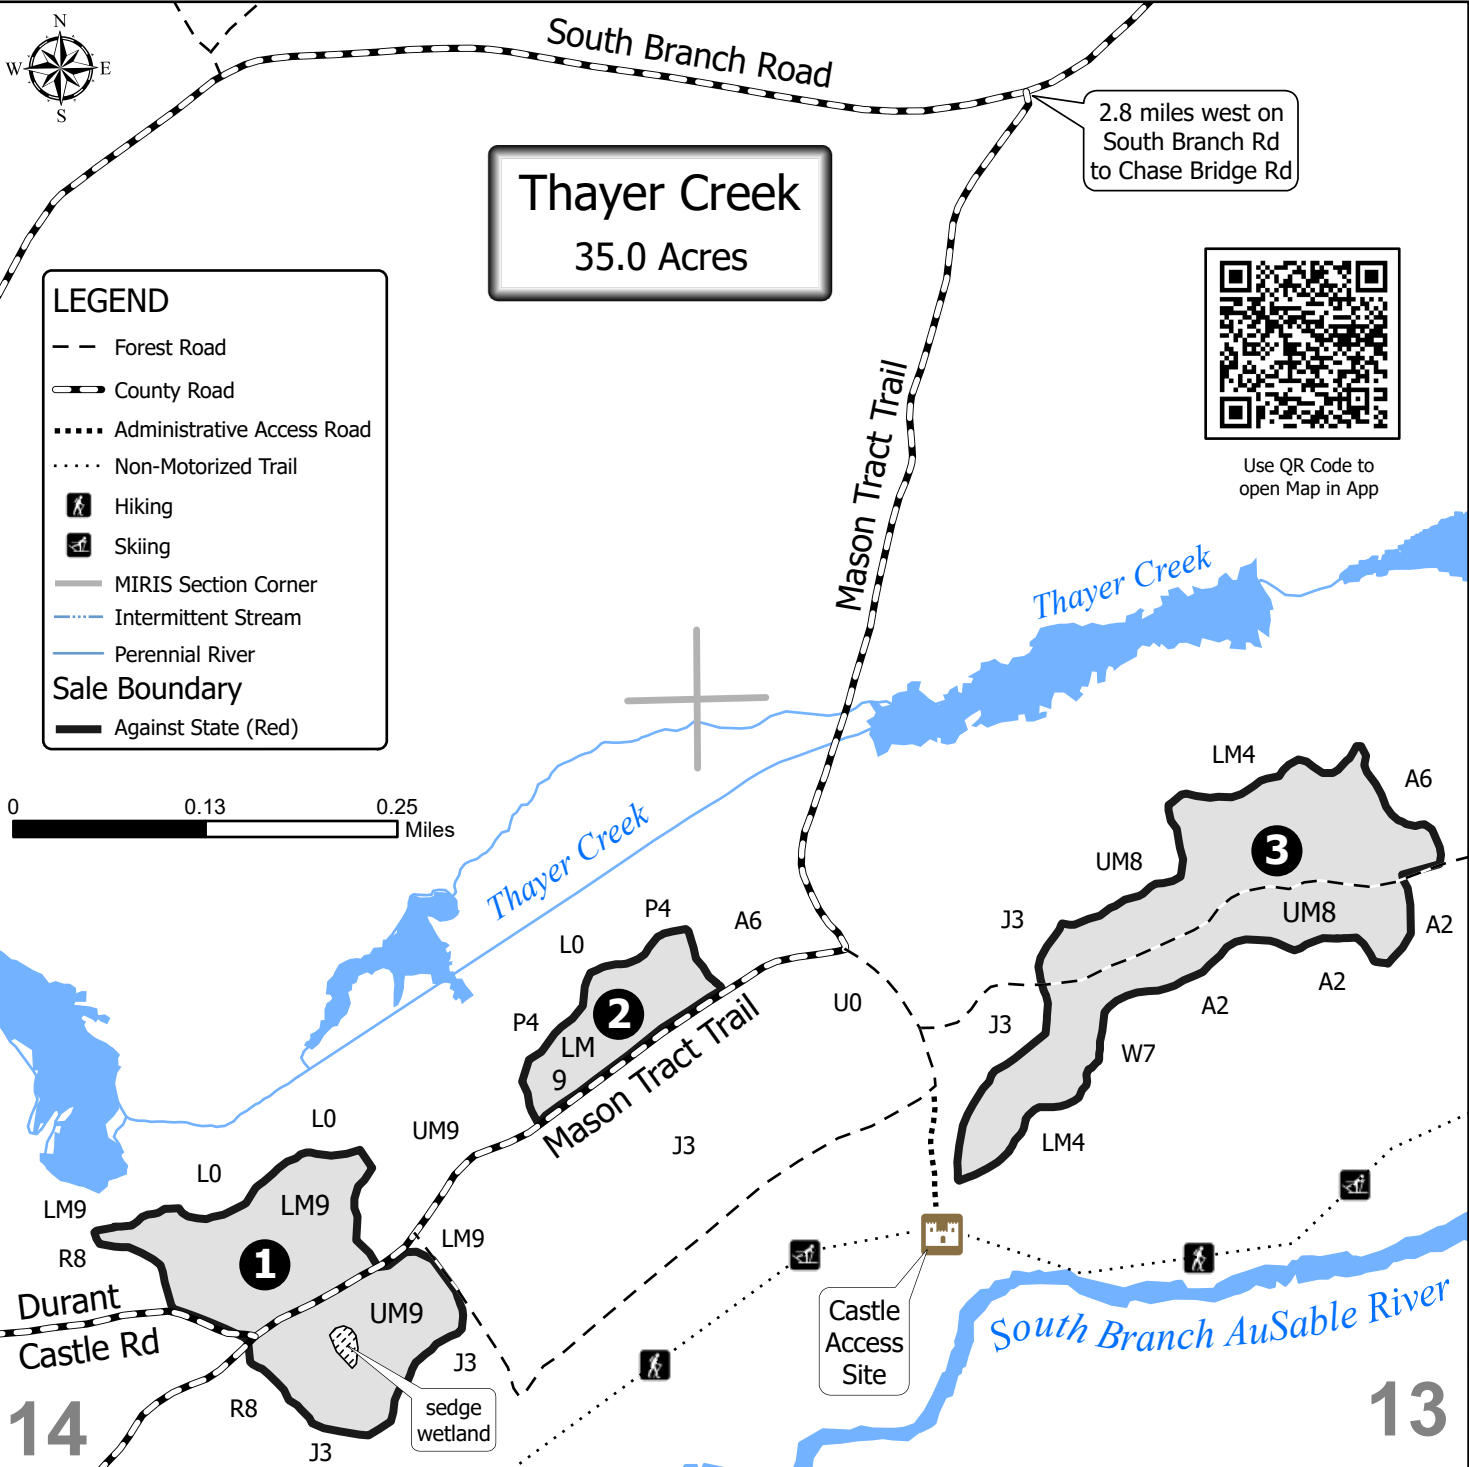 N
W
E
S
South Branch Road
2.8 miles west on
South Branch Rd
to Chase Bridge Rd
Thayer Creek
35.0 Acres
LEGEND
Forest Road
County Road
Administrative Access Road
Non-Motorized Trail
Hiking
Skiing
MIRIS Section Corner
Intermittent Stream
Perennial River
Sale Boundary
Against State (Red)
Use QR Code to
open Map in App
Mason Tract Trail
Thayer Creek
0
0.13
0.25
Miles
Thayer Creek
LM4
A6
UM8
3
UM8
J3
A2
A2
A2
J3
W7
LM4
P4
A6
L0
2
P4
LM
9
U0
Mason Tract Trail
J3
L0
UM9
L0
LM9
LM9
R8
1
LM9
UM9
Durant
Castle Rd
J3
R8
J3
sedge
wetland
Castle
Access
Site
South Branch AuSable River
14
13